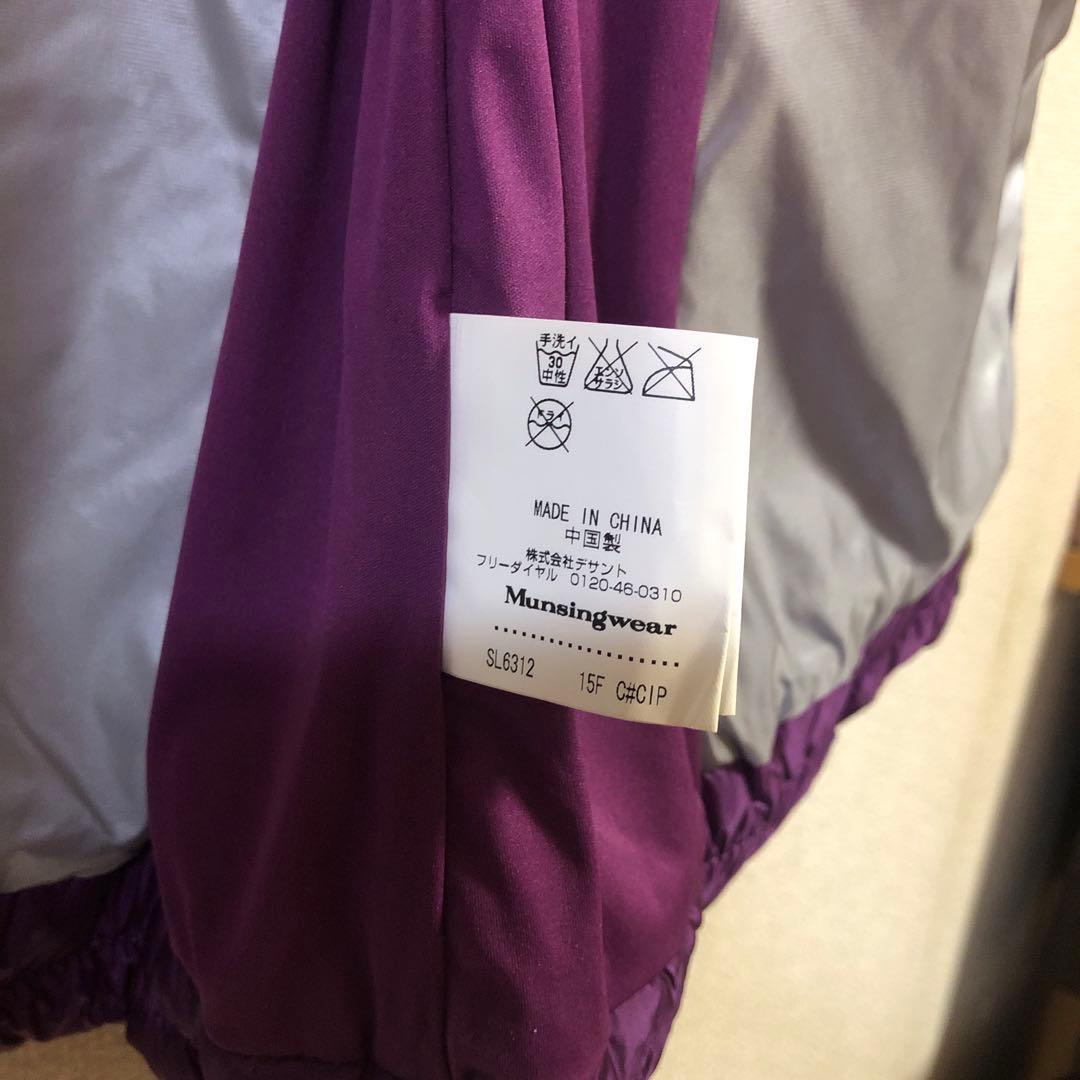 手洗イ
30
中性
エンソ
サラシ
ドライ
MADE IN CHINA
中国製
株式会社デサント
フリーダイヤル 0120-46-0310
Munsingwear
SL6312 15F C#CIP